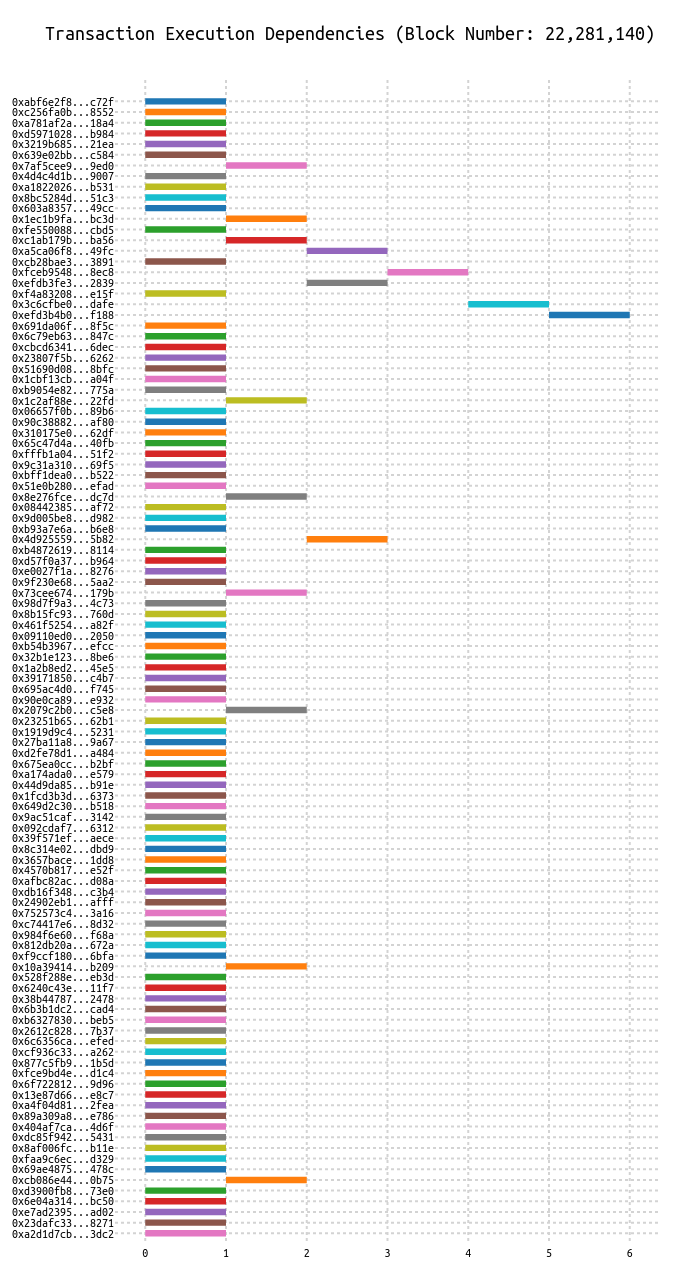 Transaction Execution Dependencies (Block Number: 22,281,140)
0xabf6e2f8...c72f
0xc256fa0b...8552
0xa781af2a...18a4
0xd5971028...b984
0x3219b685...21ea
0x639e02bb...c584
0x7af5cee9...9ed0
0x4d4c4d1b...9007
0xa1822026...b531
0x8bc5284d...51c3
0x603a8357...49cc
0x1ec1b9fa...bc3d
0xfe550088...cbd5
0xc1ab179b...ba56
0xa5ca06f8...49fc
0xcb28bae3...3891
0xfceb9548...8ec8
0xefdb3fe3...2839
0xf4a83208...e15f
0x3c6cfbe0...dafe
0xefd3b4b0...f188
0x691da06f...8f5c
0x6c79eb63...847c
0xcbcd6341...6dec
0x23807f5b...6262
0x51690d08...8bfc
0x1cbf13cb...a04f
0xb9054e82...775a
0x1c2af88e...22fd
0x06657f0b...89b6
0x90c38882...af80
0x310175e0...62df
0x65c47d4a...40fb
0xfffb1a04...51f2
0x9c31a310...69f5
0xbff1dea0...b522
0x51e0b280...efad
0x8e276fce...dc7d
0x08442385...af72
0x9d005be8...d982
0xb93a7e6a...b6e8
0x4d925559...5b82
0xb4872619...8114
0xd57f0a37...b964
0xe0027f1a...8276
0x9f230e68...5aa2
0x73cee674...179b
0x98d7f9a3...4c73
0x8b15fc93...760d
0x461f5254...a82f
0x09110ed0...2050
0xb54b3967...efcc
0x32b1e123...8be6
0x1a2b8ed2...45e5
0x39171850...c4b7
0x695ac4d0...f745
0x90e0ca89...e932
0x2079c2b0...c5e8
0x23251b65...62b1
0x1919d9c4...5231
0x27ba11a8...9a67
0xd2fe78d1...a484
0x675ea0cc...b2bf
0xa174ada0...e579
0x44d9da85...b91e
0x1fcd3b3d...6373
0x649d2c30...b518
0x9ac51caf...3142
0x092cdaf7...6312
0x39f571ef...aece
0x8c314e02...dbd9
0x3657bace...1dd8
0x4570b817...e52f
0xafbc82ac...d08a
0xdb16f348...c3b4
0x24902eb1...afff
0x752573c4...3a16
0xc74417e6...8d32
0x984f6e60...f68a
0x812db20a...672a
0xf9ccf180...6bfa
0x10a39414...b209
0x528f288e...eb3d
0x6240c43e...11f7
0x38b44787...2478
0x6b3b1dc2...cad4
0xb6327830...beb5
0x2612c828...7b37
0x6c6356ca...efed
0xcf936c33...a262
0x877c5fb9...1b5d
0xfce9bd4e...d1c4
0x6f722812...9d96
0x13e87d66...e8c7
0xa4f04d81...2fea
0x89a309a8...e786
0x404af7ca...4d6f
0xdc85f942...5431
0x8af006fc...b11e
0xfaa9c6ec...d329
0x69ae4875...478c
0xcb086e44...0b75
0xd3900fb8...73e0
0x6e04a314...bc50
0xe7ad2395...ad02
0x23dafc33...8271
0xa2d1d7cb...3dc2
0 1 2 3 4 5 6